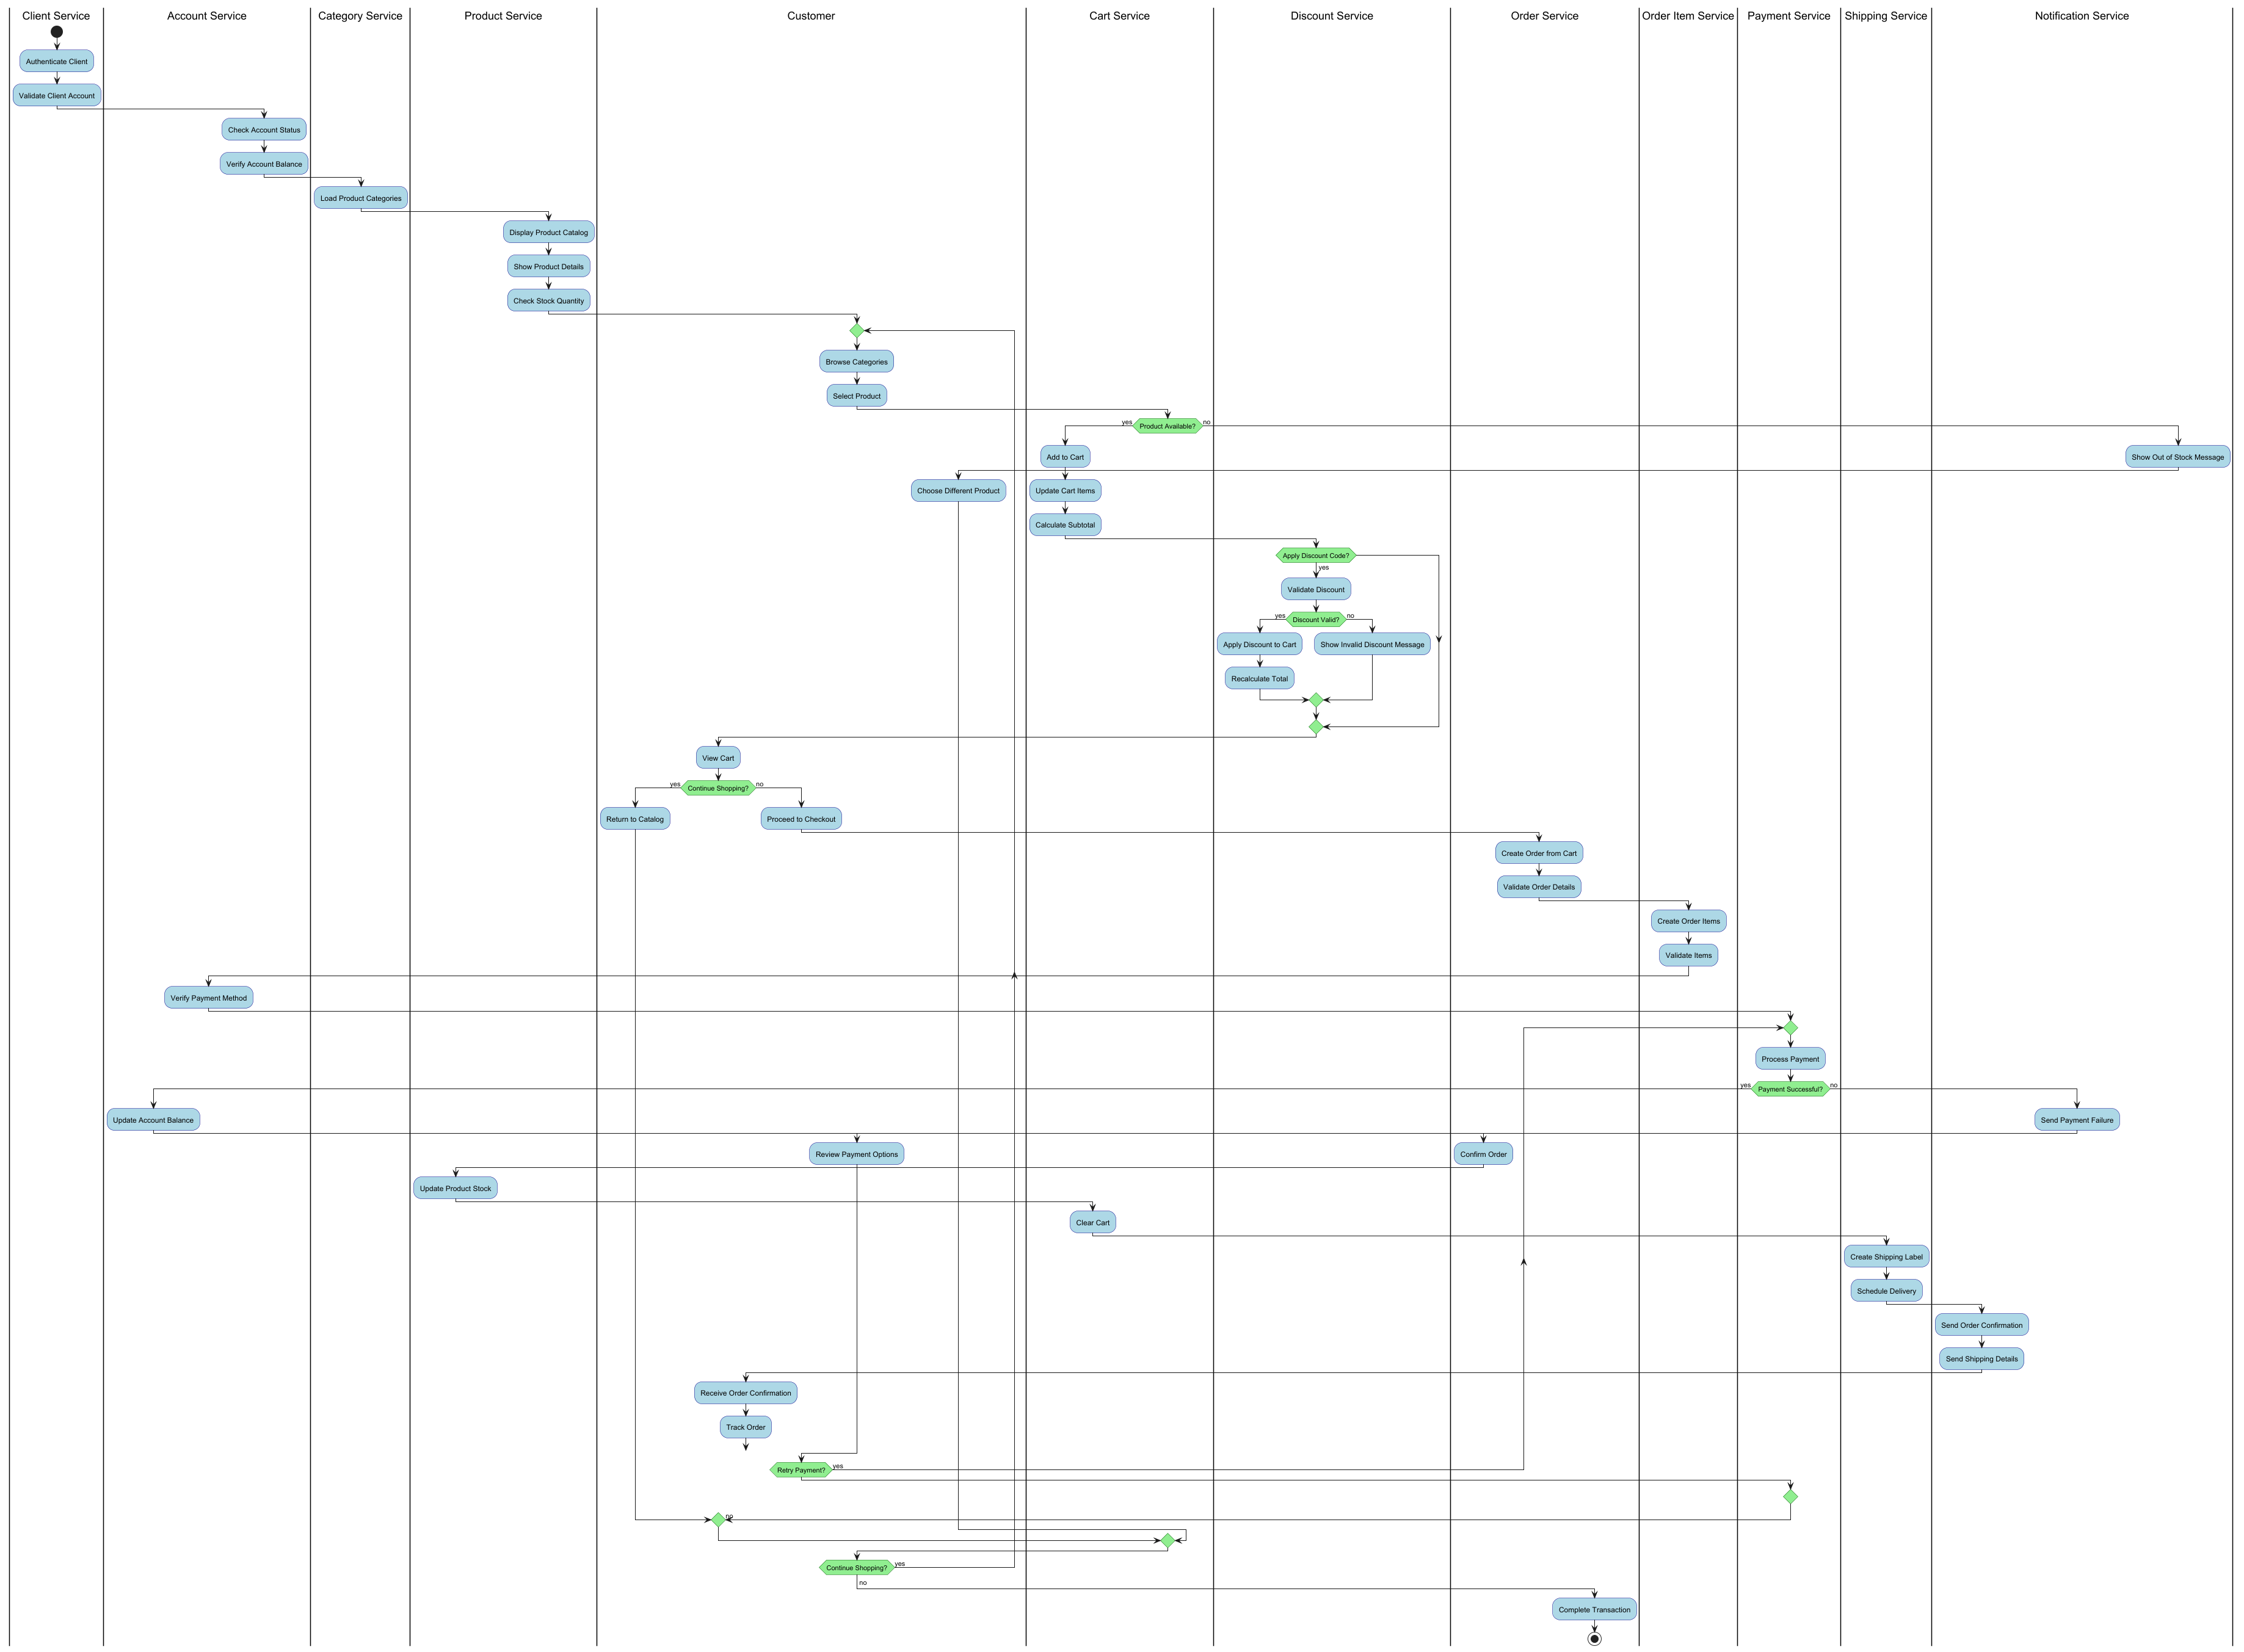 Client Service
Account Service
Category Service
Product Service
Customer
Cart Service
Discount Service
Order Service
Order Item Service
Payment Service
Shipping Service
Notification Service
Authenticate Client
Validate Client Account
Check Account Status
Verify Account Balance
Load Product Categories
Display Product Catalog
Show Product Details
Check Stock Quantity
Browse Categories
Select Product
yes
Product Available?
no
Add to Cart
Show Out of Stock Message
Choose Different Product
Update Cart Items
Calculate Subtotal
Apply Discount Code?
yes
Validate Discount
yes
Discount Valid?
no
Apply Discount to Cart
Show Invalid Discount Message
Recalculate Total
View Cart
yes
Continue Shopping?
no
Return to Catalog
Proceed to Checkout
Create Order from Cart
Validate Order Details
Create Order Items
Validate Items
Verify Payment Method
Process Payment
yes
Payment Successful?
no
Update Account Balance
Send Payment Failure
Review Payment Options
Confirm Order
Update Product Stock
Clear Cart
Create Shipping Label
Schedule Delivery
Send Order Confirmation
Send Shipping Details
Receive Order Confirmation
Track Order
Retry Payment?
yes
no
Continue Shopping?
yes
no
Complete Transaction